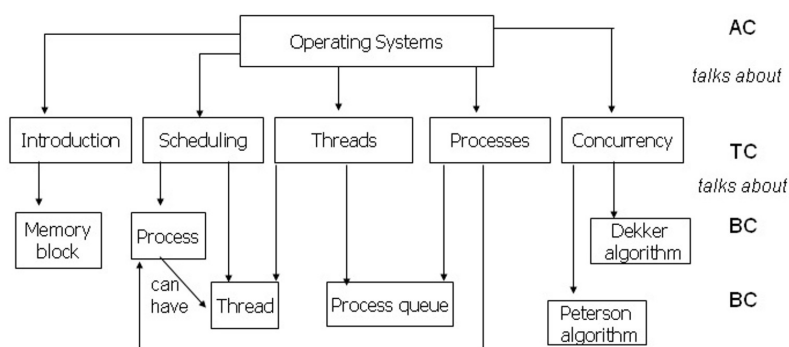 Operating Systems
AC
talks about
Introduction
Scheduling
Threads
Processes
Concurrency
TC
talks about
Memory
block
Process
Dekker
algorithm
BC
can
have
Thread
Process queue
Peterson
algorithm
BC